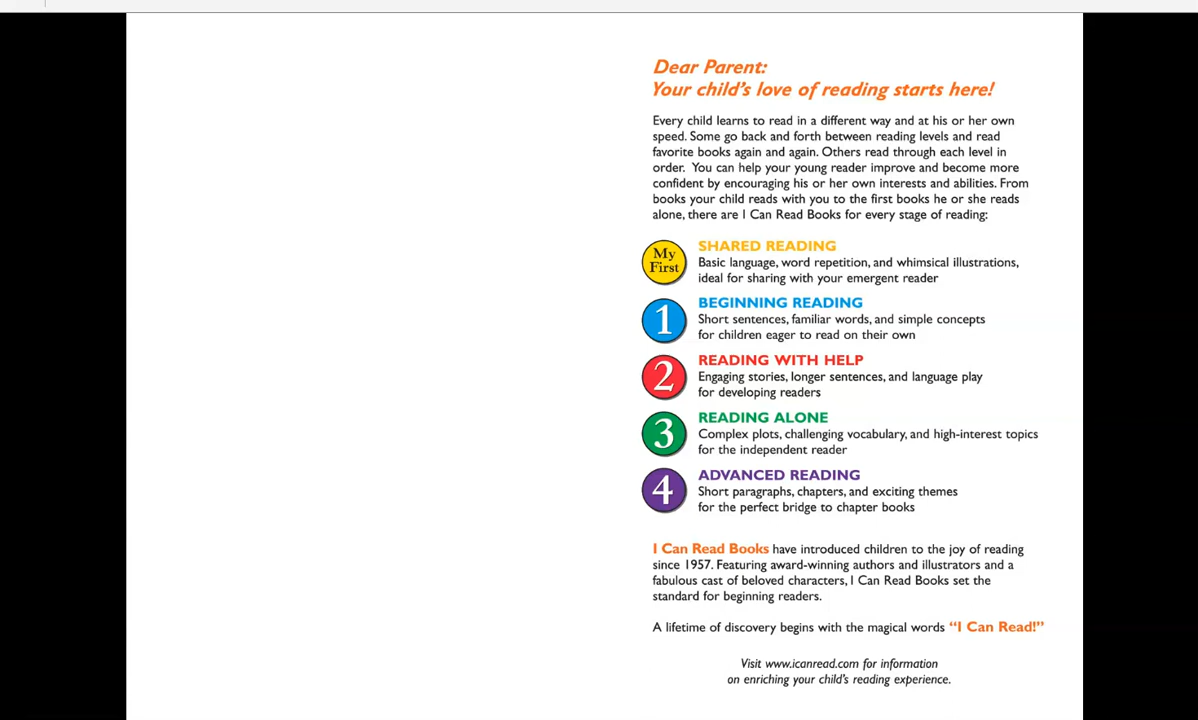 Dear Parent:
Your child's love of reading starts here!
Every child learns to read in a different way and at his or her own
speed. Some go back and forth between reading levels and read
favorite books again and again. Others read through each level in
order. You can help your young reader improve and become more
confident by encouraging his or her own interests and abilities. From
books your child reads with you to the first books he or she reads
alone, there are I Can Read Books for every stage of reading:
My
First
SHARED READING
Basic language, word repetition, and whimsical illustrations,
ideal for sharing with your emergent reader
1
BEGINNING READING
Short sentences, familiar words, and simple concepts
for children eager to read on their own
2
READING WITH HELP
Engaging stories, longer sentences, and language play
for developing readers
3
READING ALONE
Complex plots, challenging vocabulary, and high-interest topics
for the independent reader
4
ADVANCED READING
Short paragraphs, chapters, and exciting themes
for the perfect bridge to chapter books
I Can Read Books have introduced children to the joy of reading
since 1957. Featuring award-winning authors and illustrators and a
fabulous cast of beloved characters, I Can Read Books set the
standard for beginning readers.
A lifetime of discovery begins with the magical words "I Can Read!"
Visit www.icanread.com for information
on enriching your child's reading experience.